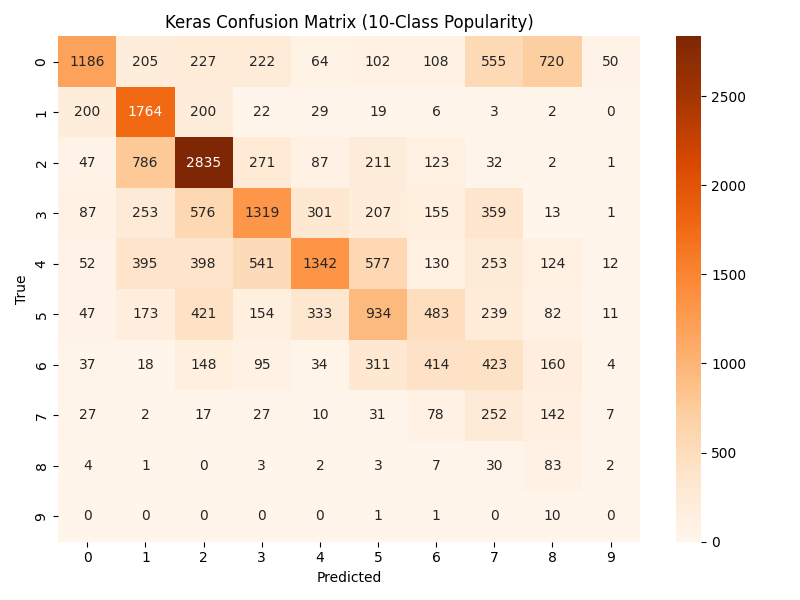 Keras Confusion Matrix (10-Class Popularity)
0 1186 205 227 222 64 102 108 555 720 50
1 200 1764 200 22 29 19 6 3 2 0
2 47 786 2835 271 87 211 123 32 2 1
3 87 253 576 1319 301 207 155 359 13 1
4 52 395 398 541 1342 577 130 253 124 12
5 47 173 421 154 333 934 483 239 82 11
6 37 18 148 95 34 311 414 423 160 4
7 27 2 17 27 10 31 78 252 142 7
8 4 1 0 3 2 3 7 30 83 2
9 0 0 0 0 0 1 1 0 10 0
0 1 2 3 4 5 6 7 8 9
Predicted
True
2500
2000
1500
1000
500
0